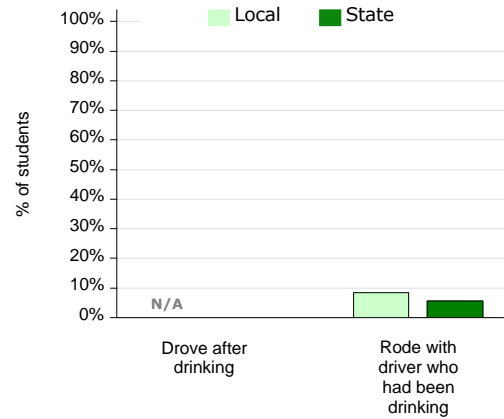 Local State
100%
90%
80%
70%
60%
50%
40%
30%
20%
10%
0%
% of students
N/A
Drove after
drinking
Rode with
driver who
had been
drinking